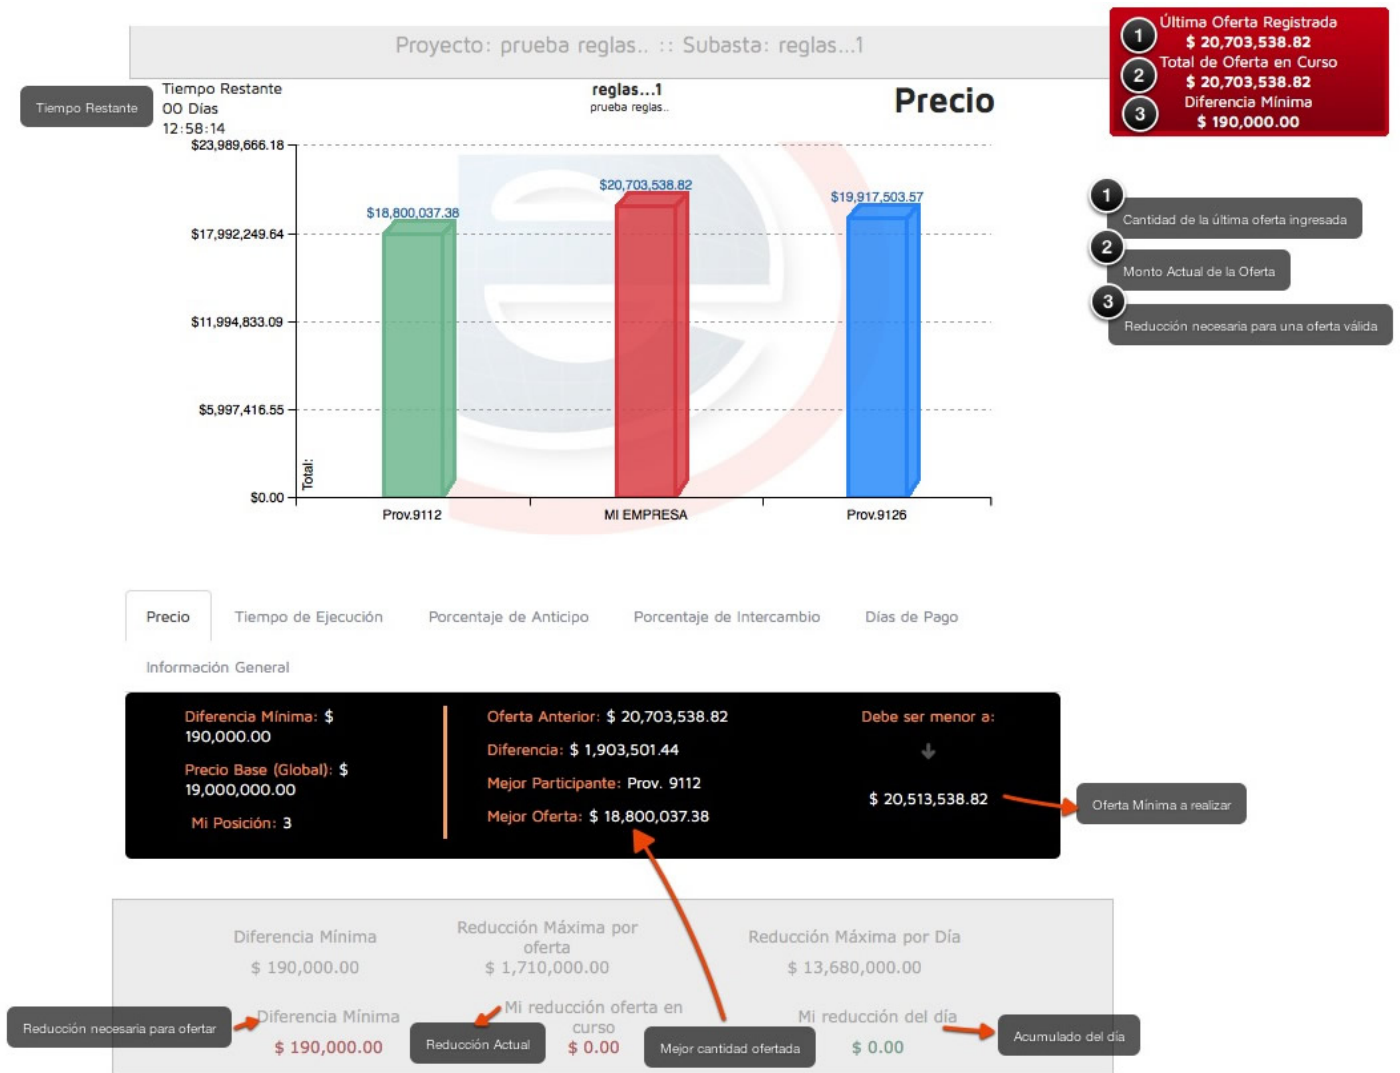 Proyecto: prueba reglas.. :: Subasta: reglas...1
1 Última Oferta Registrada
$ 20,703,538.82
2 Total de Oferta en Curso
$ 20,703,538.82
3 Diferencia Mínima
$ 190,000.00
Tiempo Restante
Tiempo Restante
00 Días
12:58:14
reglas...1
prueba reglas..
Precio
1
Cantidad de la última oferta ingresada
2
Monto Actual de la Oferta
3
Reducción necesaria para una oferta válida
$23,989,666.18
$17,992,249.64
$11,994,833.09
$5,997,416.55
$0.00
Total:
$18,800,037.38
$20,703,538.82
$19,917,503.57
Prov.9112
MI EMPRESA
Prov.9126
Precio
Tiempo de Ejecución
Porcentaje de Anticipo
Porcentaje de Intercambio
Días de Pago
Información General
Diferencia Mínima: $
190,000.00
Precio Base (Global): $
19,000,000.00
Mi Posición: 3
Oferta Anterior: $ 20,703,538.82
Diferencia: $ 1,903,501.44
Mejor Participante: Prov. 9112
Mejor Oferta: $ 18,800,037.38
Debe ser menor a:
$ 20,513,538.82
Oferta Mínima a realizar
Diferencia Mínima
$ 190,000.00
Reducción Máxima por
oferta
$ 1,710,000.00
Reducción Máxima por Día
$ 13,680,000.00
Reducción necesaria para ofertar
Diferencia Mínima
$ 190,000.00
Reducción Actual
Mi reducción oferta en
curso
$ 0.00
Mejor cantidad ofertada
Mi reducción del día
$ 0.00
Acumulado del día